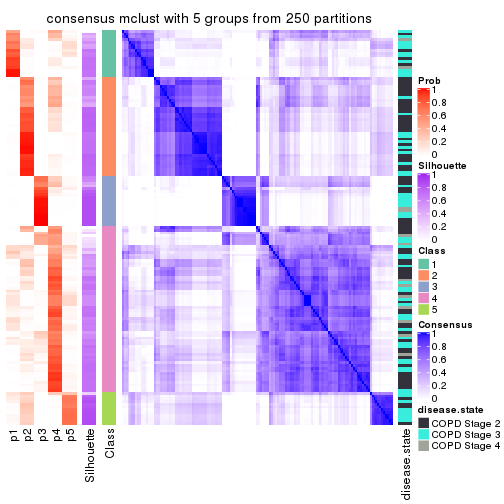 consensus mclust with 5 groups from 250 partitions
Prob
1
0.8
0.6
0.4
0.2
0
Silhouette
1
0.8
0.6
0.4
0.2
0
Class
1
2
3
4
5
Consensus
1
0.8
0.6
0.4
0.2
0
disease.state
COPD Stage 2
COPD Stage 3
COPD Stage 4
p1
p2
p3
p4
p5
Silhouette
Class
disease.state